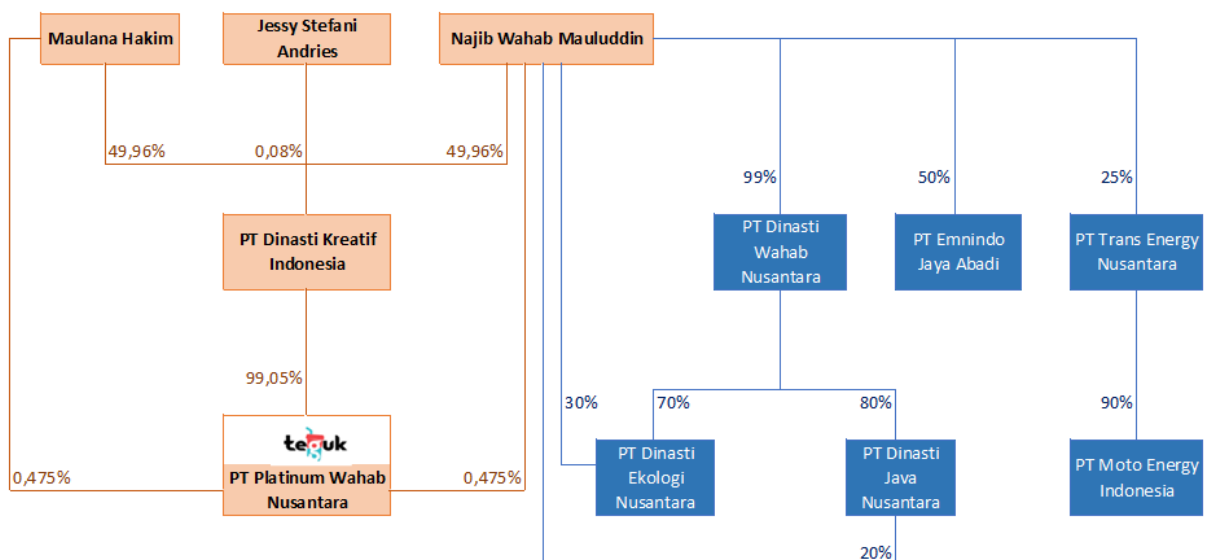 Maulana Hakim
Jessy Stefani
Andries
Najib Wahab Mauluddin
49,96%
0,08%
49,96%
99%
50%
25%
PT Dinasti Kreatif
Indonesia
PT Dinasti
Wahab
Nusantara
PT Emnindo
Jaya Abadi
PT Trans Energy
Nusantara
99,05%
30%
70%
80%
90%
teguk
PT Platinum Wahab
Nusantara
0,475%
0,475%
PT Dinasti
Ekologi
Nusantara
PT Dinasti
Java
Nusantara
PT Moto Energy
Indonesia
20%